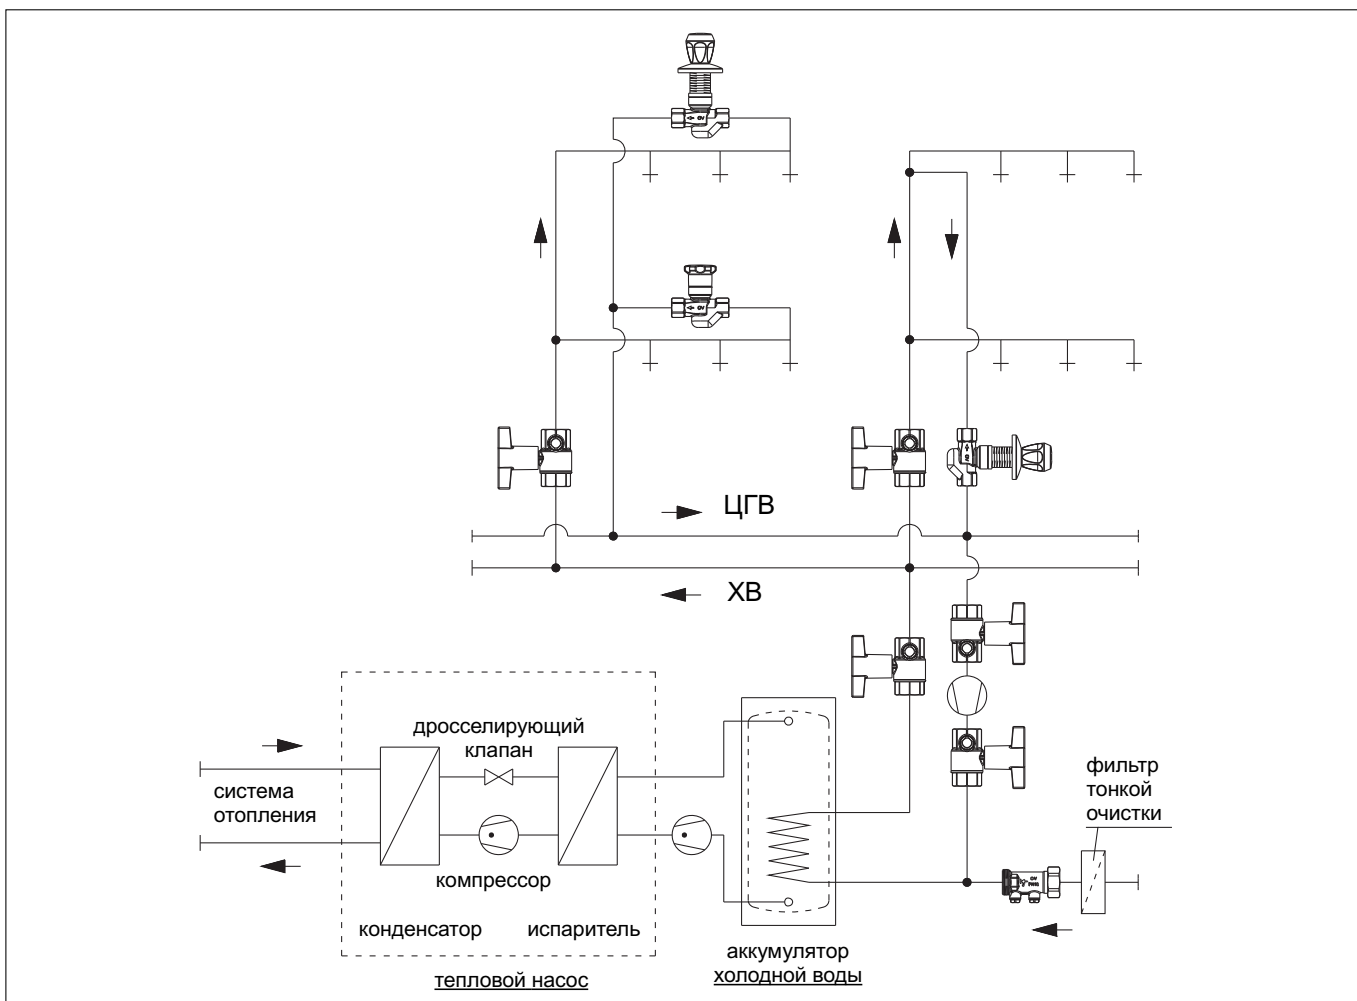 ЦГВ
ХВ
дросселирующий
клапан
система
отопления
компрессор
конденсатор
испаритель
тепловой насос
аккумулятор
холодной воды
фильтр
тонкой
очистки